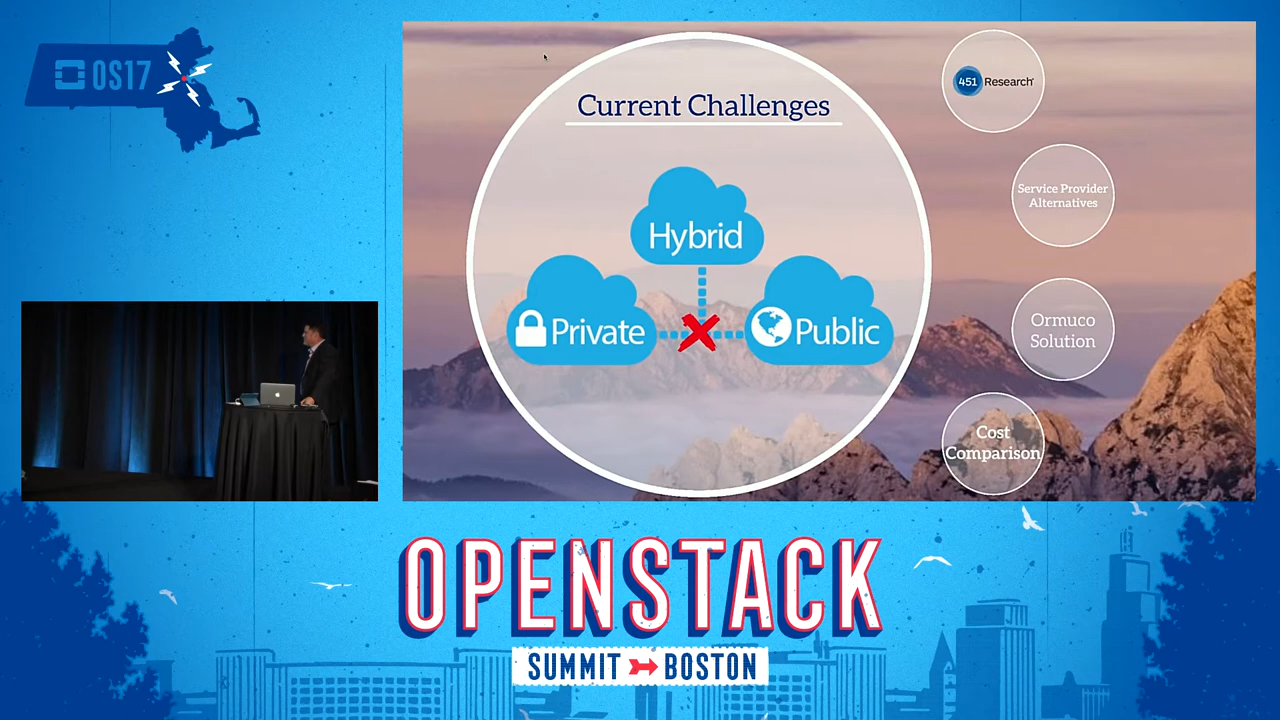 OS17
Current Challenges
Hybrid
Private
Public
451 Research
Service Provider
Alternatives
Ormuco
Solution
Cost
Comparison
OPENSTACK
SUMMIT BOSTON